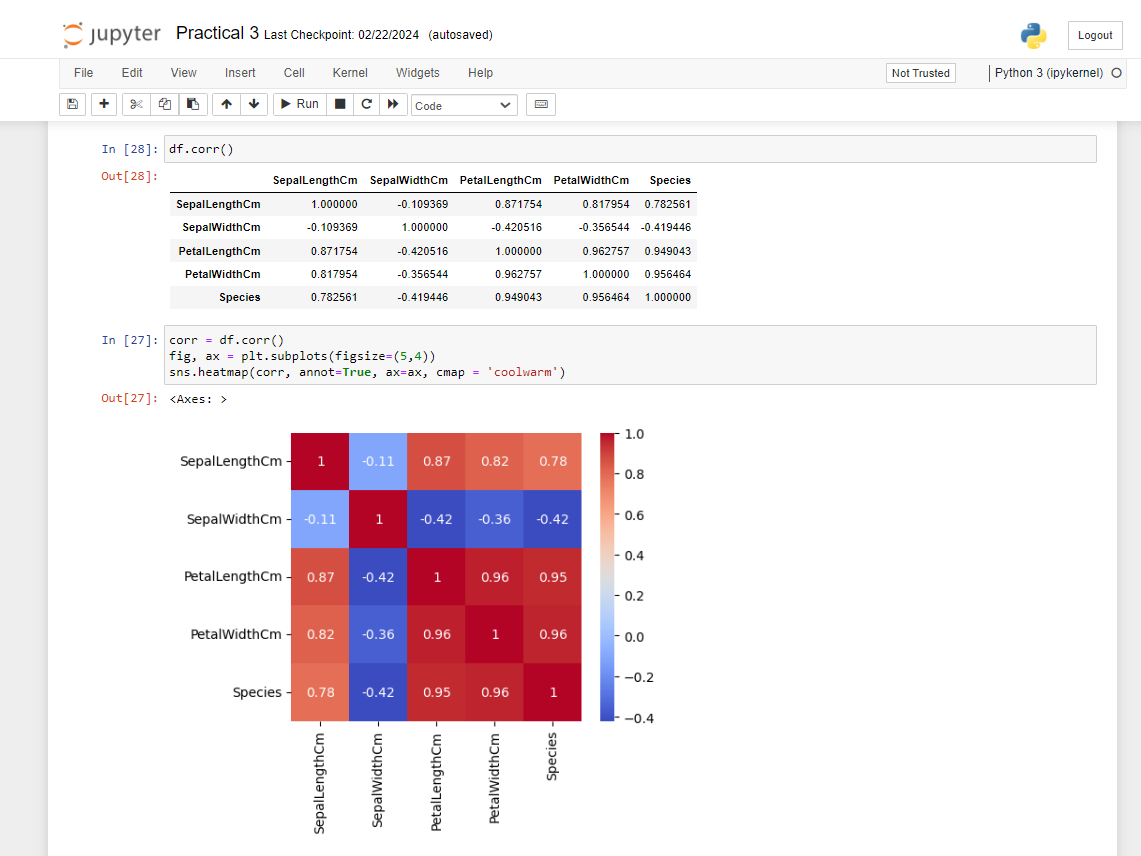 jupyter Practical 3 Last Checkpoint: 02/22/2024 (autosaved)
Logout
File Edit View Insert Cell Kernel Widgets Help
Not Trusted
Python 3 (ipykernel)
Run
Code
In [28]: df.corr()
Out[28]:
SepalLengthCm SepalWidthCm PetalLengthCm PetalWidthCm Species
SepalLengthCm 1.000000 -0.109369 0.871754 0.817954 0.782561
SepalWidthCm -0.109369 1.000000 -0.420516 -0.356544 -0.419446
PetalLengthCm 0.871754 -0.420516 1.000000 0.962757 0.949043
PetalWidthCm 0.817954 -0.356544 0.962757 1.000000 0.956464
Species 0.782561 -0.419446 0.949043 0.956464 1.000000
In [27]: corr = df.corr()
fig, ax = plt.subplots(figsize=(5,4))
sns.heatmap(corr, annot=True, ax=ax, cmap = 'coolwarm')
Out[27]: <Axes: >
SepalLengthCm 1 -0.11 0.87 0.82 0.78
SepalWidthCm -0.11 1 -0.42 -0.36 -0.42
PetalLengthCm 0.87 -0.42 1 0.96 0.95
PetalWidthCm 0.82 -0.36 0.96 1 0.96
Species 0.78 -0.42 0.95 0.96 1
SepalLengthCm
SepalWidthCm
PetalLengthCm
PetalWidthCm
Species
1.0
0.8
0.6
0.4
0.2
0.0
−0.2
−0.4